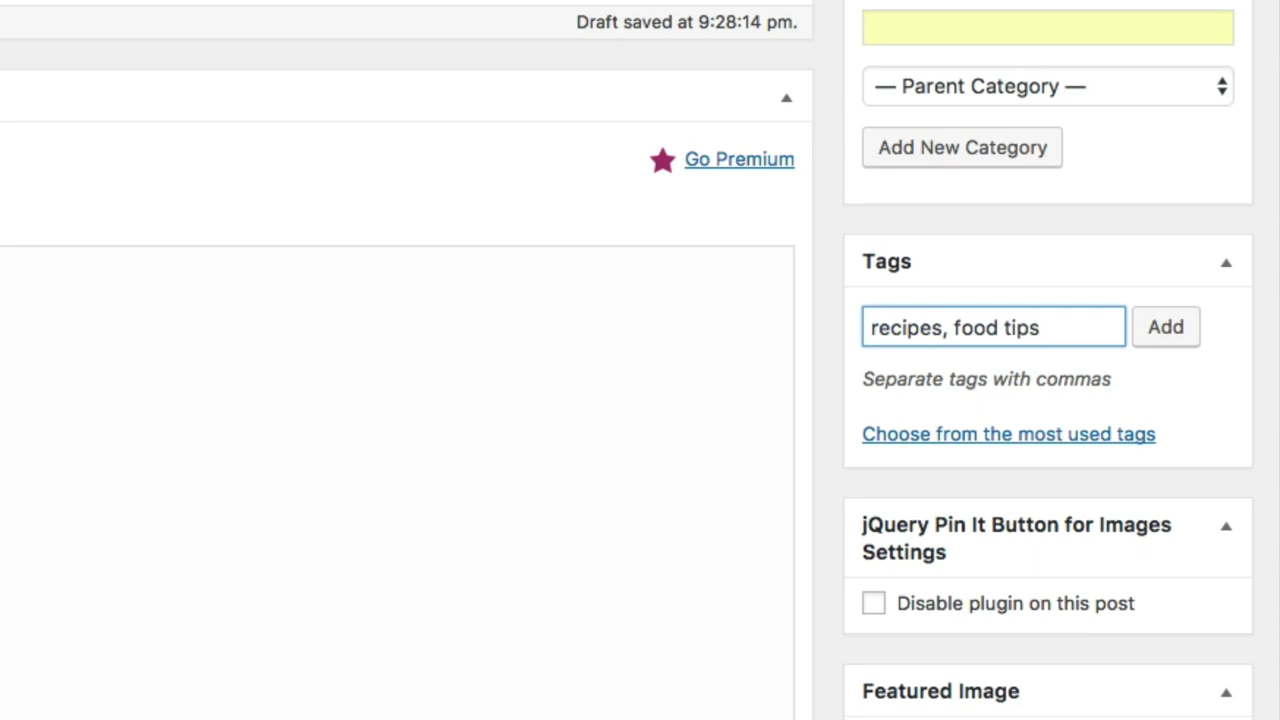 Draft saved at 9:28:14 pm.
Go Premium
— Parent Category —
Add New Category
Tags
recipes, food tips
Add
Separate tags with commas
Choose from the most used tags
jQuery Pin It Button for Images
Settings
Disable plugin on this post
Featured Image